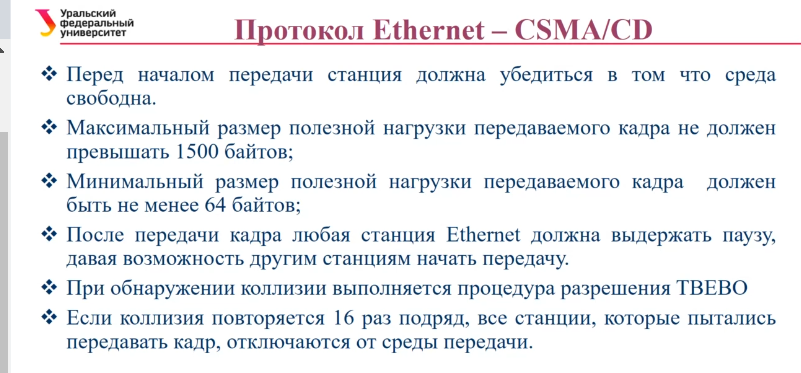 Уральский
федеральный
университет
Протокол Ethernet – CSMA/CD
❖ Перед началом передачи станция должна убедиться в том что среда
свободна.
❖ Максимальный размер полезной нагрузки передаваемого кадра не должен
превышать 1500 байтов;
❖ Минимальный размер полезной нагрузки передаваемого кадра должен
быть не менее 64 байтов;
❖ После передачи кадра любая станция Ethernet должна выдержать паузу,
давая возможность другим станциям начать передачу.
❖ При обнаружении коллизии выполняется процедура разрешения ТВЕВО
❖ Если коллизия повторяется 16 раз подряд, все станции, которые пытались
передавать кадр, отключаются от среды передачи.